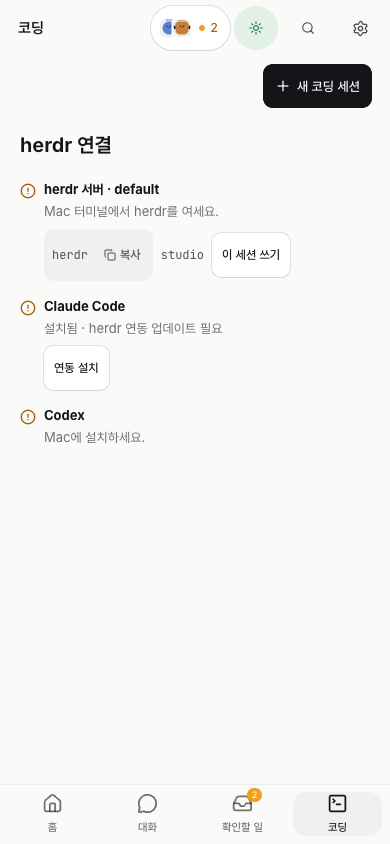 코딩
2
새 코딩 세션
herdr 연결
herdr 서버 · default
Mac 터미널에서 herdr를 여세요.
herdr 복사 studio 이 세션 쓰기
Claude Code
설치됨 · herdr 연동 업데이트 필요
연동 설치
Codex
Mac에 설치하세요.
2
홈 대화 확인할 일 코딩